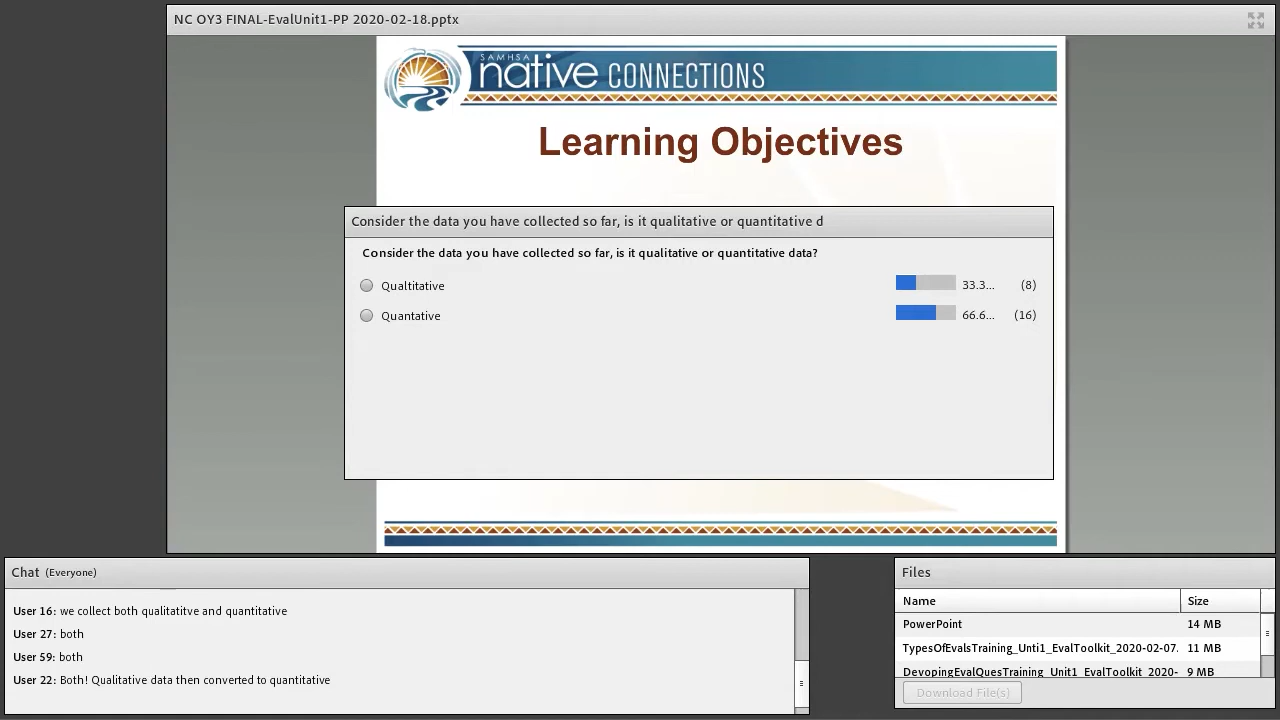 NC OY3 FINAL-EvalUnit1-PP 2020-02-18.pptx
SAMHSA
native CONNECTIONS
Learning Objectives
Consider the data you have collected so far, is it qualitative or quantitative d
Consider the data you have collected so far, is it qualitative or quantitative data?
Qualtitative 33.3... (8)
Quantative 66.6... (16)
Chat (Everyone)
User 16: we collect both qualitatitve and quantitative
User 27: both
User 59: both
User 22: Both! Qualitative data then converted to quantitative
Files
Name Size
PowerPoint 14 MB
TypesOfEvalsTraining_Unti1_EvalToolkit_2020-02-07. 11 MB
DevopingEvalQuesTraining_Unit1_EvalToolkit_2020- 9 MB
Download File(s)